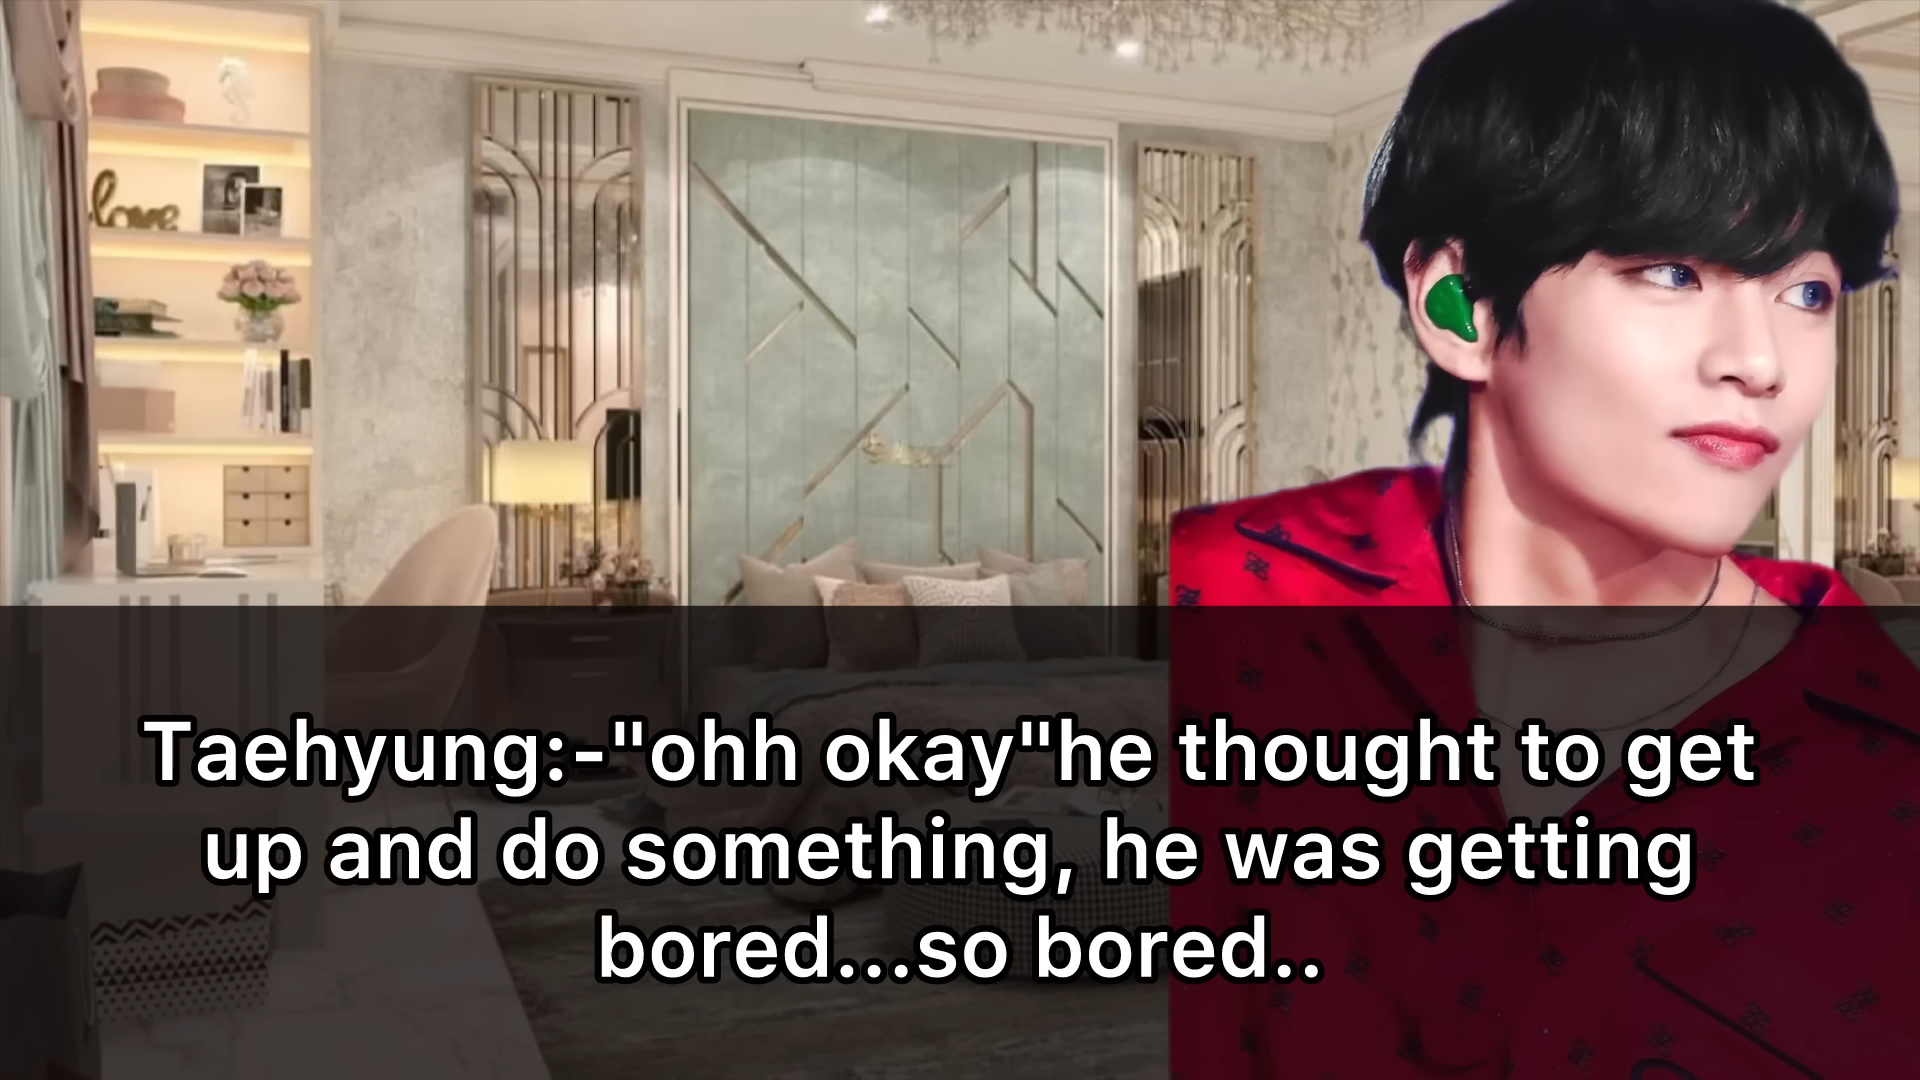 love
Taehyung:-"ohh okay"he thought to get
up and do something, he was getting
bored...so bored..